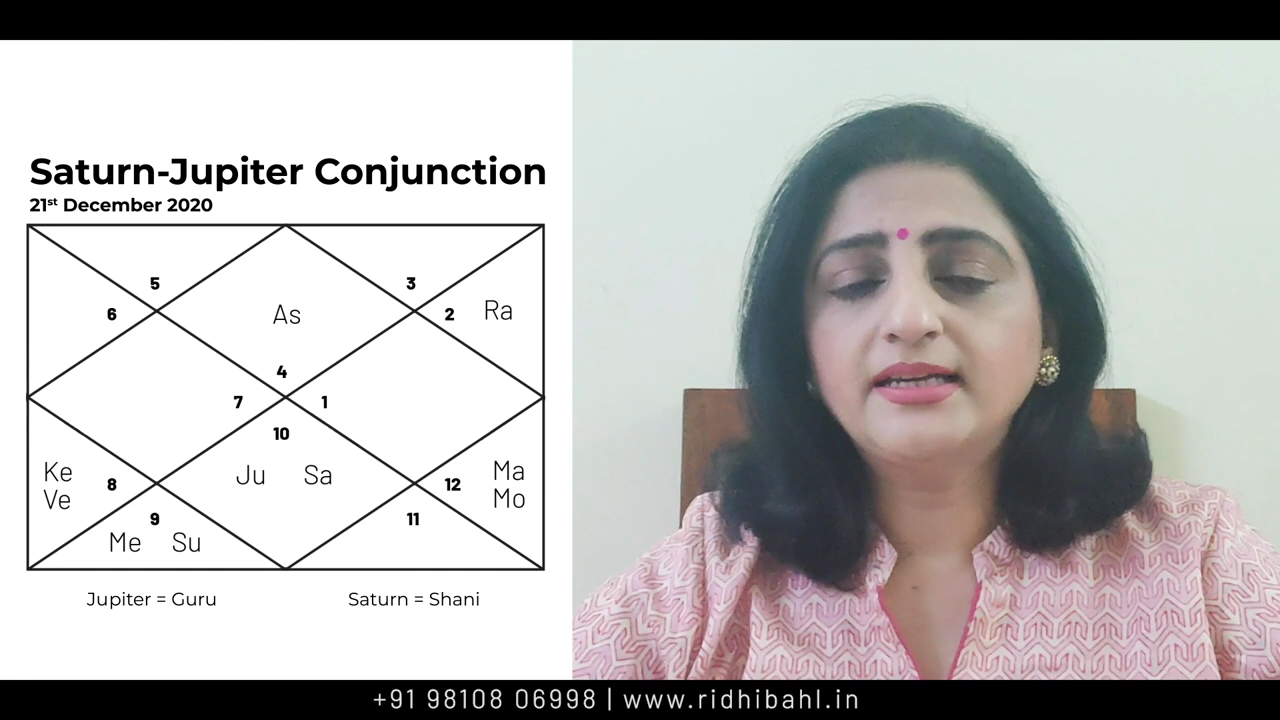 Saturn-Jupiter Conjunction
21st December 2020
5
3
6
As
2
Ra
4
7
1
10
Ke
Ve
8
Ju
Sa
12
Ma
Mo
9
11
Me
Su
Jupiter = Guru
Saturn = Shani
+91 98108 06998 | www.ridhibahl.in